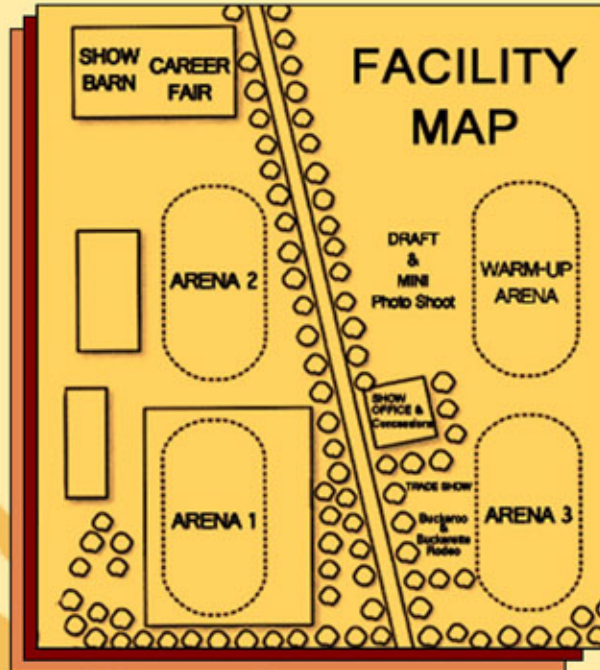 FACILITY
MAP
SHOW
BARN
CAREER
FAIR
ARENA 2
DRAFT
&
MINI
Photo Shoot
WARM-UP
ARENA
SHOW
OFFICE &
Concessions
TRADE SHOW
Buckaroo
&
Buckarette
Rodeo
ARENA 1
ARENA 3